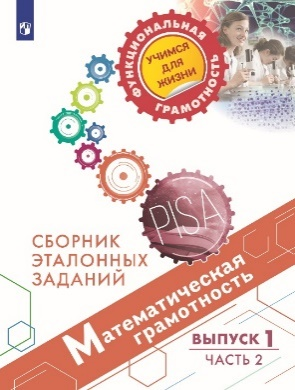 ФУНКЦИОНАЛЬНАЯ
ГРАМОТНОСТЬ
УЧИМСЯ
ДЛЯ ЖИЗНИ
PISA
СБОРНИК
ЭТАЛОННЫХ
ЗАДАНИЙ
Математическая
грамотность
ВЫПУСК 1
ЧАСТЬ 2